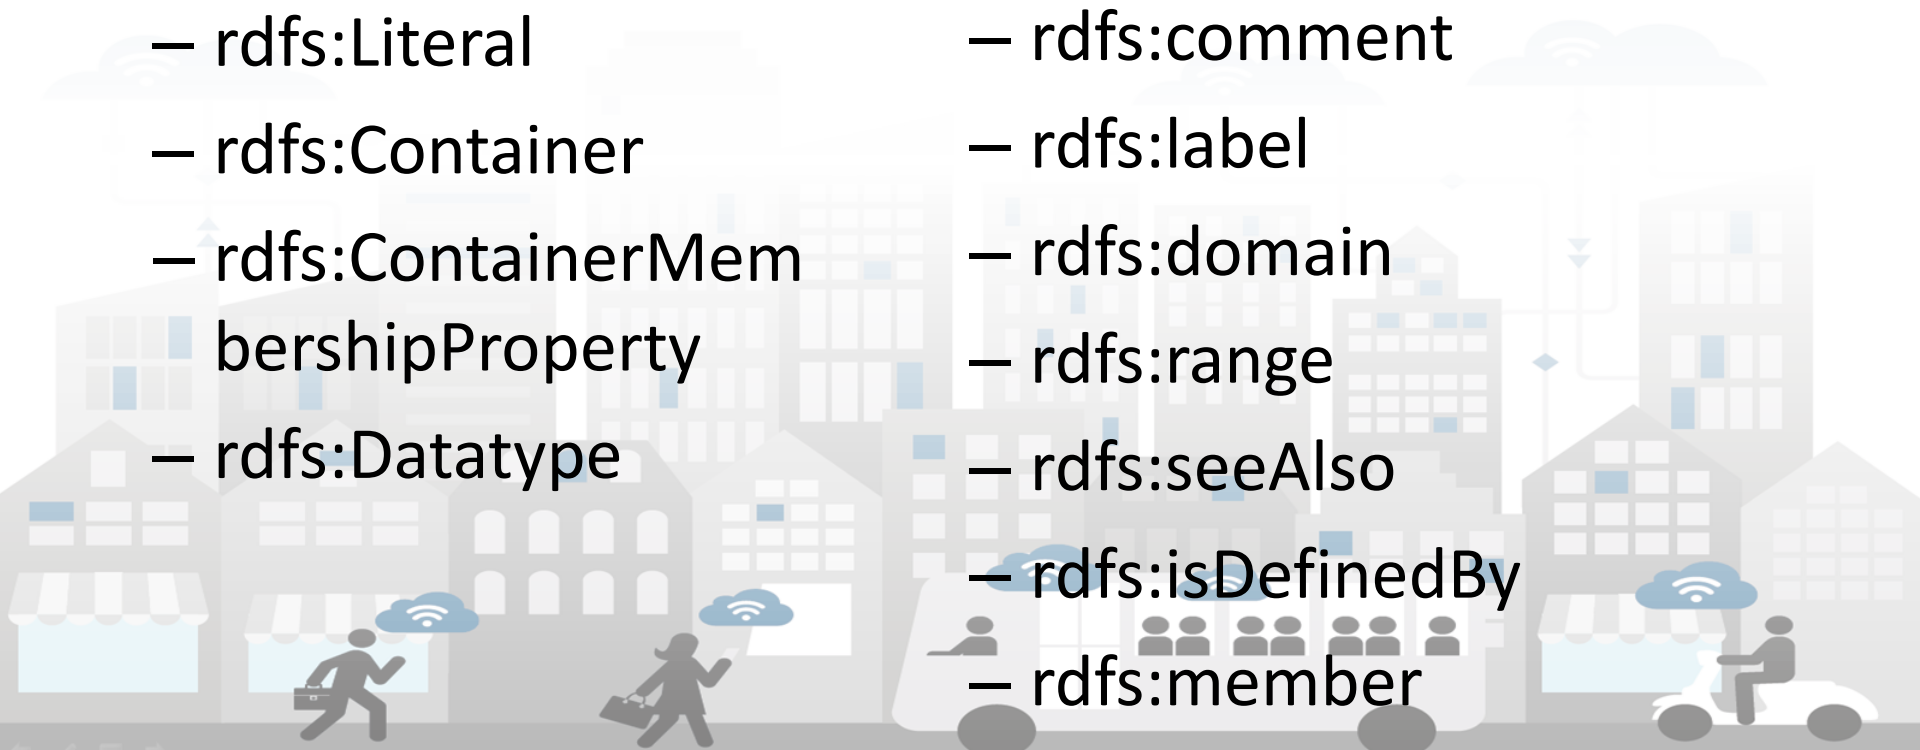 – rdfs:Literal
– rdfs:Container
– rdfs:ContainerMem
bershipProperty
– rdfs:Datatype
– rdfs:comment
– rdfs:label
– rdfs:domain
– rdfs:range
– rdfs:seeAlso
– rdfs:isDefinedBy
– rdfs:member